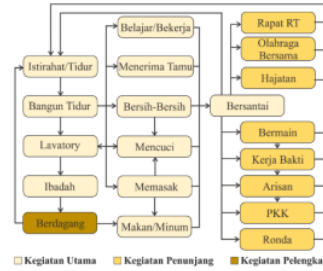 Belajar/Bekerja
Rapat RT
Olahraga
Bersama
Istirahat/Tidur
Menerima Tamu
Hajatan
Bangun Tidur
Bersih-Bersih
Bersantai
Lavatory
Mencuci
Bermain
Kerja Bakti
Ibadah
Memasak
Arisan
Berdagang
Makan/Minum
PKK
Ronda
Kegiatan Utama
Kegiatan Penunjang
Kegiatan Pelengka